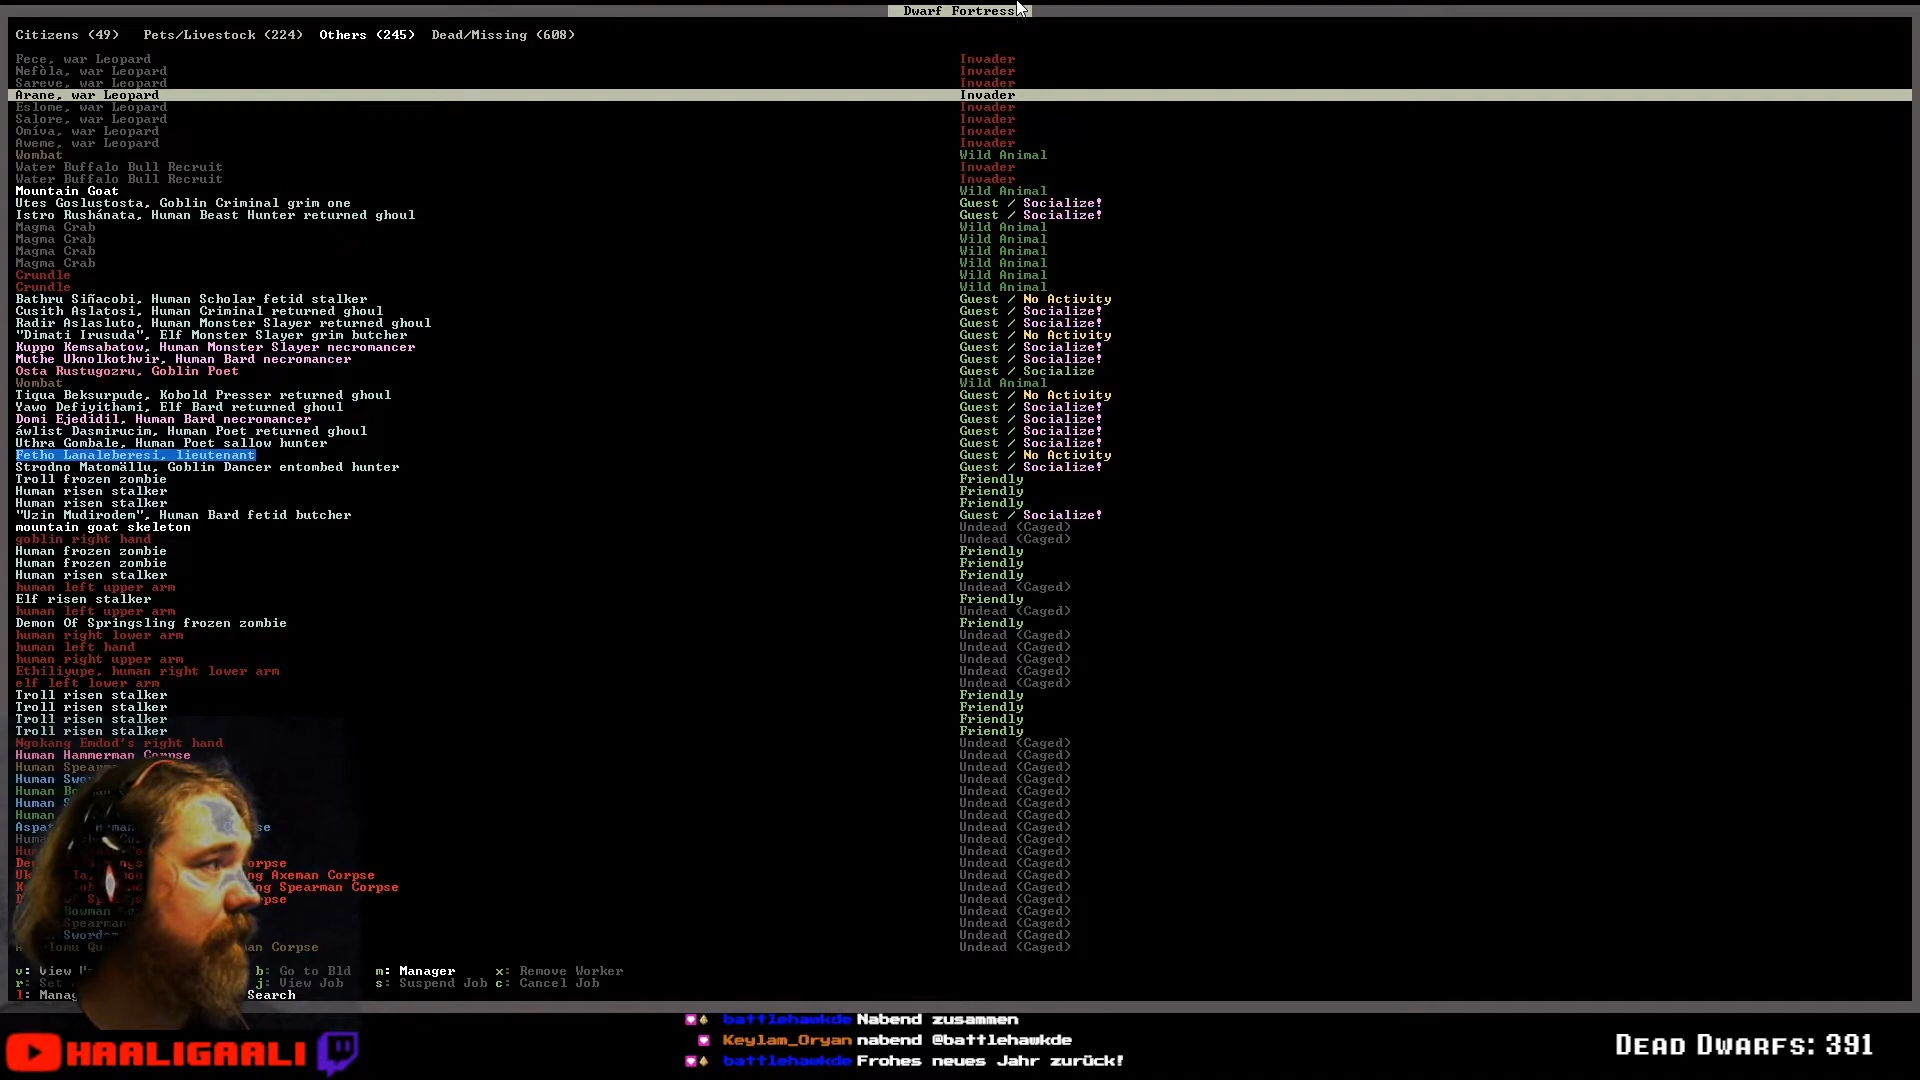 Dwarf Fortress
Citizens (49) Pets/Livestock (224) Others (245) Dead/Missing (608)
Fece, war Leopard Invader
Nefòla, war Leopard Invader
Sareve, war Leopard Invader
Arane, war Leopard Invader
Eslome, war Leopard Invader
Salore, war Leopard Invader
Omíva, war Leopard Invader
Aweme, war Leopard Invader
Wombat Wild Animal
Water Buffalo Bull Recruit Invader
Water Buffalo Bull Recruit Invader
Mountain Goat Wild Animal
Utes Goslustosta, Goblin Criminal grim one Guest / Socialize!
Istro Rushánata, Human Beast Hunter returned ghoul Guest / Socialize!
Magma Crab Wild Animal
Magma Crab Wild Animal
Magma Crab Wild Animal
Magma Crab Wild Animal
Crundle Wild Animal
Crundle Wild Animal
Bathru Siñacobi, Human Scholar fetid stalker Guest / No Activity
Cusith Aslatosi, Human Criminal returned ghoul Guest / Socialize!
Radir Aslasluto, Human Monster Slayer returned ghoul Guest / Socialize!
"Dimati Irusuda", Elf Monster Slayer grim butcher Guest / No Activity
Kuppo Kemsabatow, Human Monster Slayer necromancer Guest / Socialize!
Muthe Uknolkothvir, Human Bard necromancer Guest / Socialize!
Osta Rustugozru, Goblin Poet Guest / Socialize
Wombat Wild Animal
Tiqua Beksurpude, Kobold Presser returned ghoul Guest / No Activity
Yawo Defiyithami, Elf Bard returned ghoul Guest / Socialize!
Domi Ejedidil, Human Bard necromancer Guest / Socialize!
áwlist Dasmirucim, Human Poet returned ghoul Guest / Socialize!
Uthra Gombale, Human Poet sallow hunter Guest / Socialize!
Fetho Lanaleberesi, lieutenant Guest / No Activity
Strodno Matomällu, Goblin Dancer entombed hunter Guest / Socialize!
Troll frozen zombie Friendly
Human risen stalker Friendly
Human risen stalker Friendly
"Uzin Mudirodem", Human Bard fetid butcher Guest / Socialize!
mountain goat skeleton Undead (Caged)
goblin right hand Undead (Caged)
Human frozen zombie Friendly
Human frozen zombie Friendly
Human risen stalker Friendly
human left upper arm Undead (Caged)
Elf risen stalker Friendly
human left upper arm Undead (Caged)
Demon Of Springsling frozen zombie Friendly
human right lower arm Undead (Caged)
human left hand Undead (Caged)
human right upper arm Undead (Caged)
Ethiliyupe, human right lower arm Undead (Caged)
elf left lower arm Undead (Caged)
Troll risen stalker Friendly
Troll risen stalker Friendly
Troll risen stalker Friendly
Troll risen stalker Friendly
Ngokang Emdod's right hand Undead (Caged)
Human Hammerman Corpse Undead (Caged)
Human Undead (Caged)
Human Undead (Caged)
Human Undead (Caged)
Human Undead (Caged)
Human Undead (Caged)
Undead (Caged)
Undead (Caged)
Undead (Caged)
Corpse Undead (Caged)
Axeman Corpse Undead (Caged)
Spearman Corpse Undead (Caged)
Undead (Caged)
Bowman Undead (Caged)
Spearman Undead (Caged)
Undead (Caged)
Corpse Undead (Caged)
v: View b: Go to Bld m: Manager x: Remove Worker
r: Set j: View Job s: Suspend Job c: Cancel Job
l: Search
battlehawkde Nabend zusammen
Keylam_Oryan nabend @battlehawkde
battlehawkde Frohes neues Jahr zurück!
HAALIGAALI
Dead Dwarfs: 391